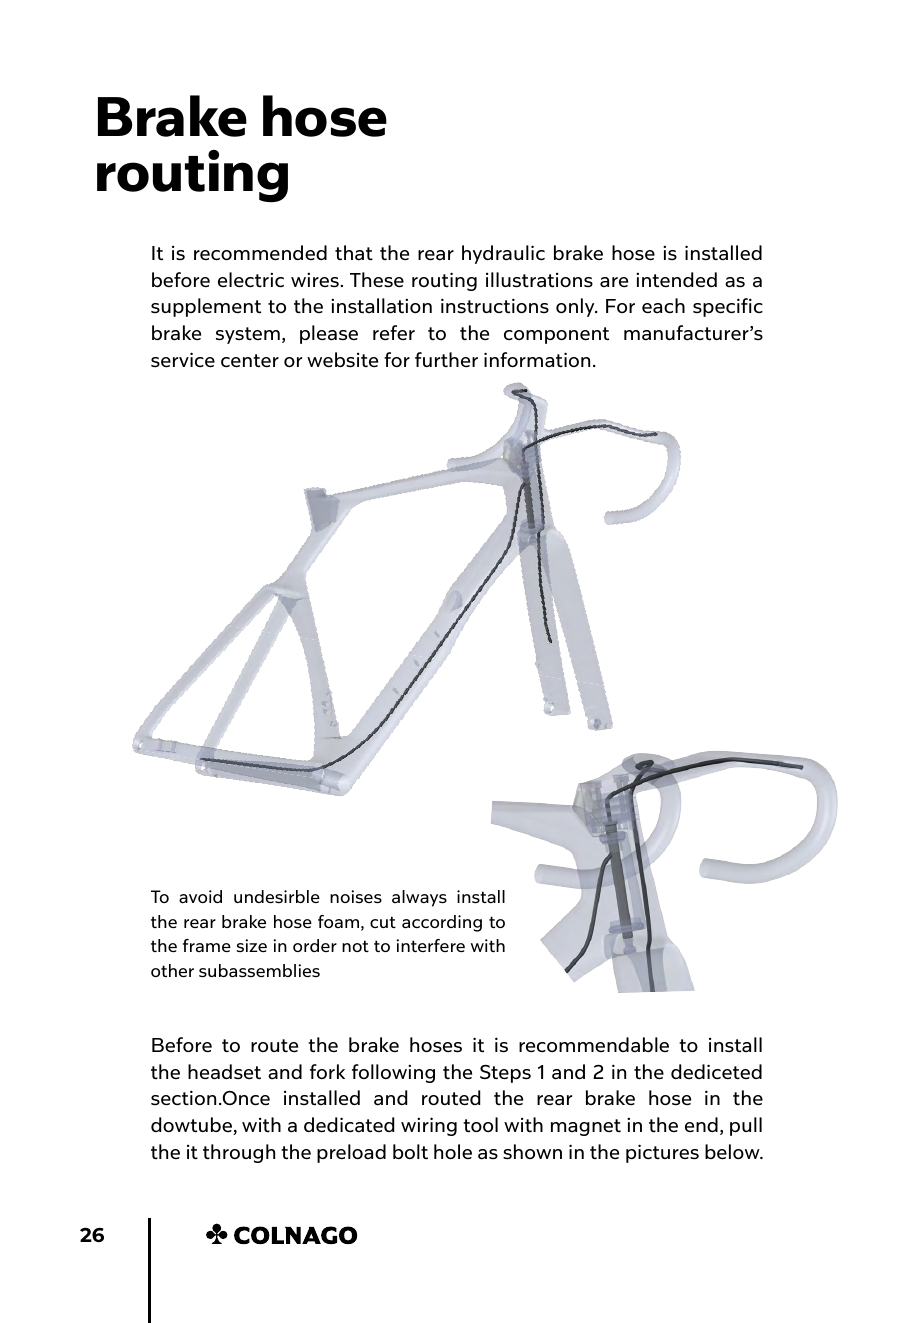 Brake hose
routing
It is recommended that the rear hydraulic brake hose is installed
before electric wires. These routing illustrations are intended as a
supplement to the installation instructions only. For each specific
brake system, please refer to the component manufacturer’s
service center or website for further information.
To avoid undesirble noises always install
the rear brake hose foam, cut according to
the frame size in order not to interfere with
other subassemblies
Before to route the brake hoses it is recommendable to install
the headset and fork following the Steps 1 and 2 in the dediceted
section.Once installed and routed the rear brake hose in the
dowtube, with a dedicated wiring tool with magnet in the end, pull
the it through the preload bolt hole as shown in the pictures below.
26
COLNAGO